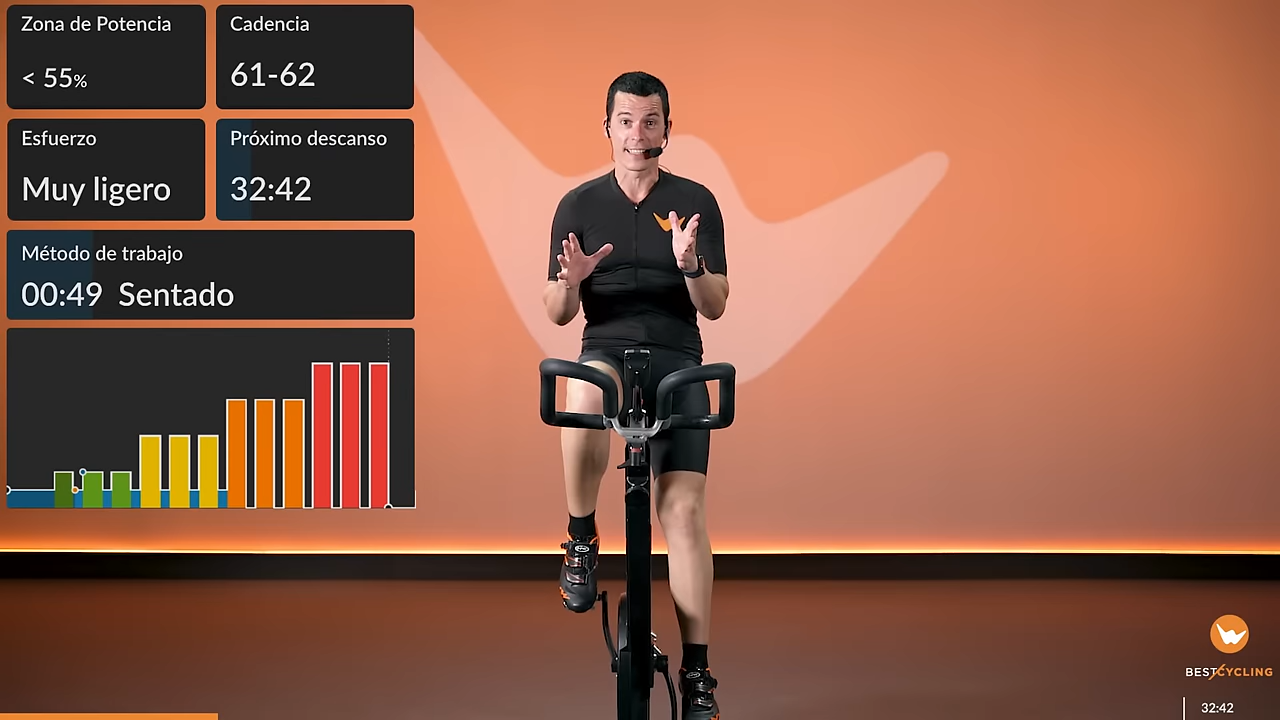 Zona de Potencia
< 55%
Cadencia
61-62
Esfuerzo
Muy ligero
Próximo descanso
32:42
Método de trabajo
00:49 Sentado
BESTCYCLING
32:42